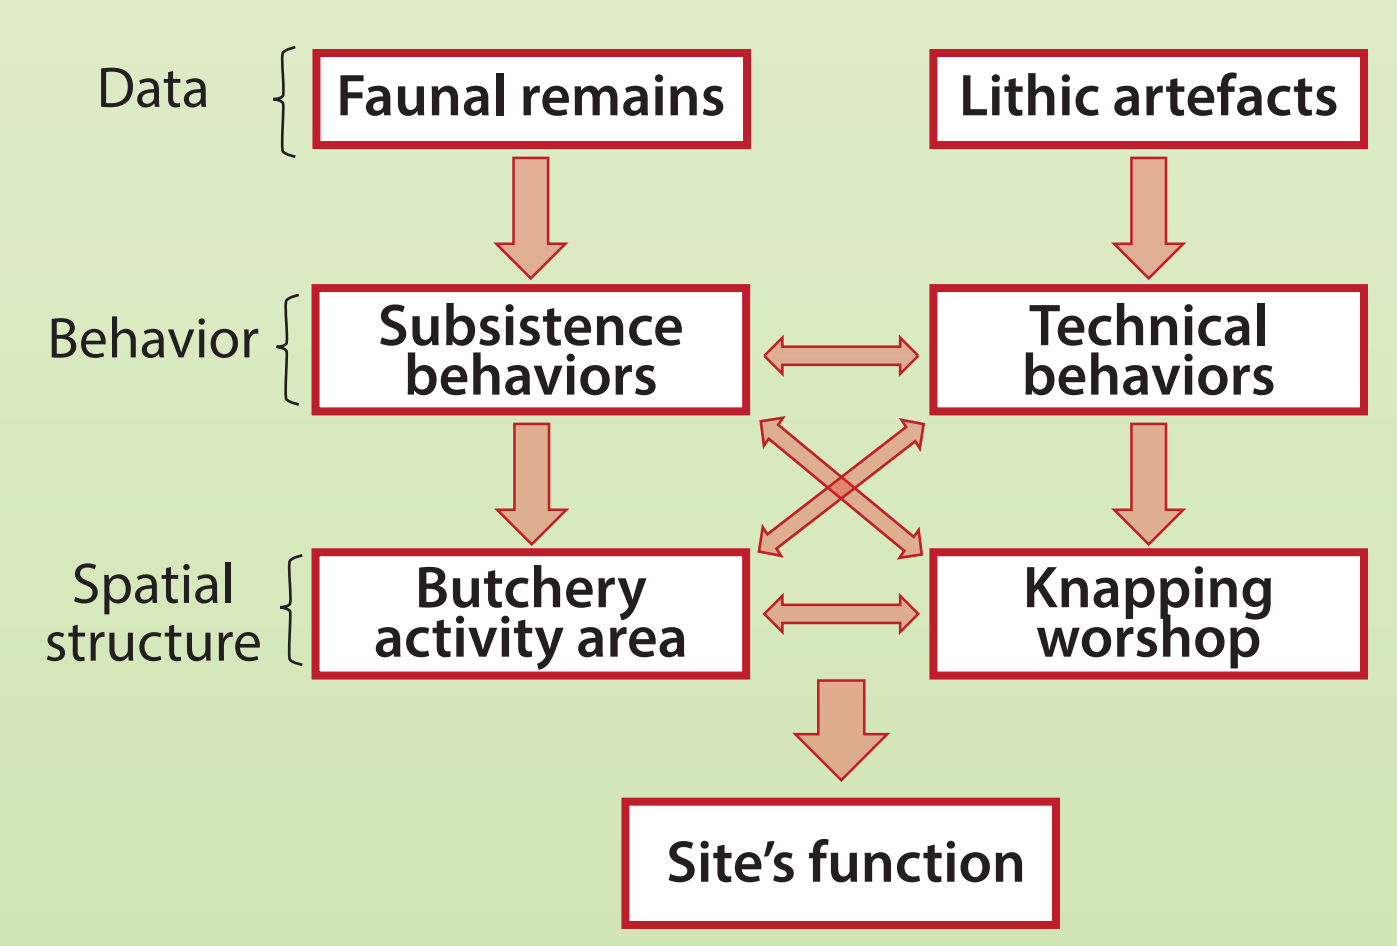 Data
Faunal remains
Lithic artefacts
Behavior
Subsistence
behaviors
Technical
behaviors
Spatial
structure
Butchery
activity area
Knapping
worshop
Site's function